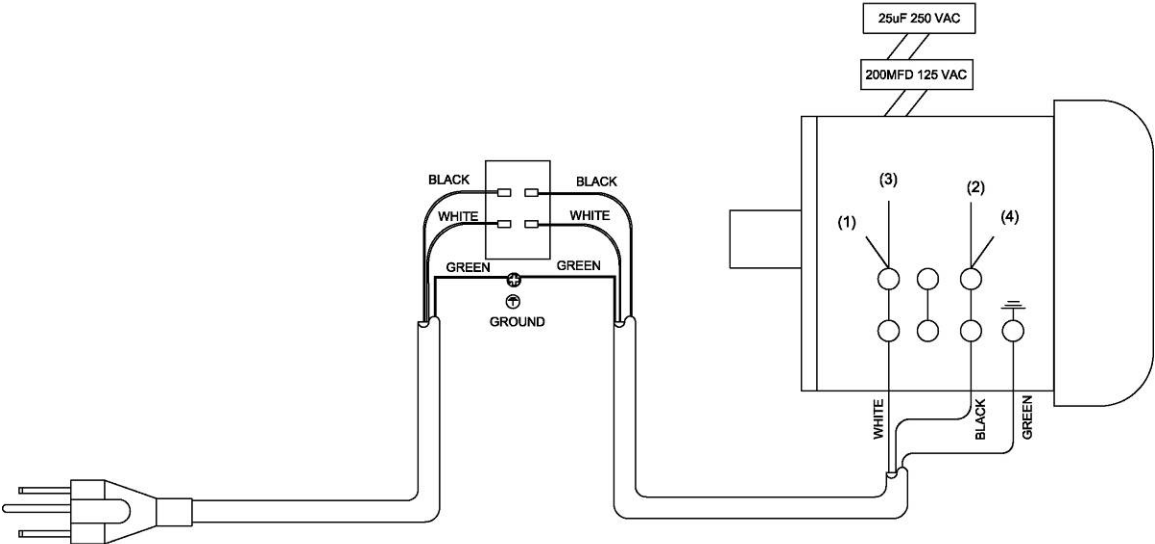 25uF 250 VAC
200MFD 125 VAC
BLACK
BLACK
WHITE
WHITE
GREEN
GREEN
GROUND
(3)
(2)
(1)
(4)
WHITE
BLACK
GREEN